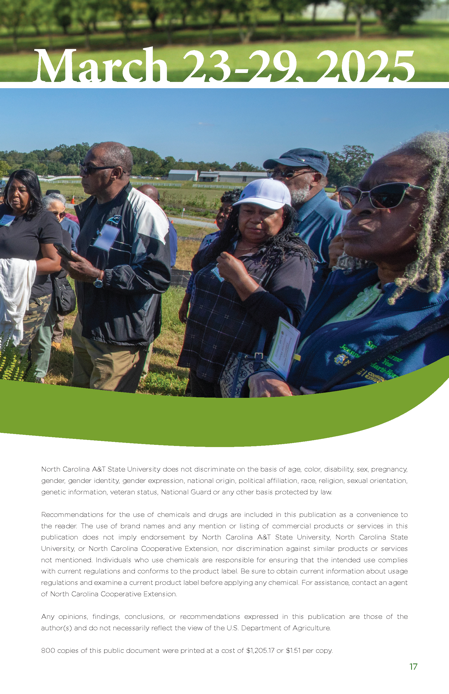 March 23-29, 2025
North Carolina A&T State University does not discriminate on the basis of age, color, disability, sex, pregnancy,
gender, gender identity, gender expression, national origin, political affiliation, race, religion, sexual orientation,
genetic information, veteran status, National Guard or any other basis protected by law.
Recommendations for the use of chemicals and drugs are included in this publication as a convenience to
the reader. The use of brand names and any mention or listing of commercial products or services in this
publication does not imply endorsement by North Carolina A&T State University, North Carolina State
University, or North Carolina Cooperative Extension, nor discrimination against similar products or services
not mentioned. Individuals who use chemicals are responsible for ensuring that the intended use complies
with current regulations and conforms to the product label. Be sure to obtain current information about usage
regulations and examine a current product label before applying any chemical. For assistance, contact an agent
of North Carolina Cooperative Extension.
Any opinions, findings, conclusions, or recommendations expressed in this publication are those of the
author(s) and do not necessarily reflect the view of the U.S. Department of Agriculture.
800 copies of this public document were printed at a cost of $1,205.17 or $1.51 per copy.
17